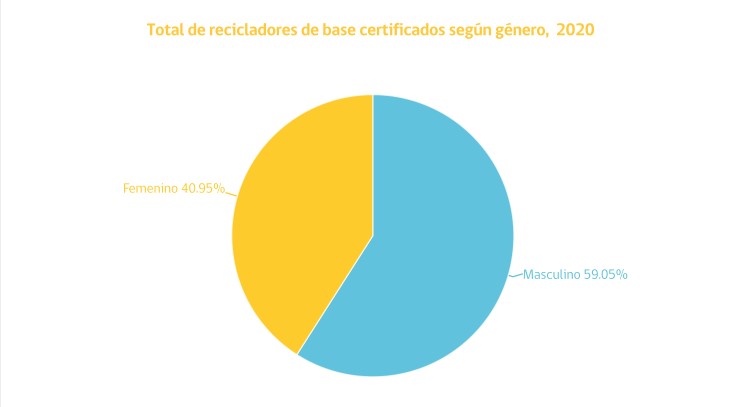 Total de recicladores de base certificados según género, 2020
Femenino 40.95%
Masculino 59.05%